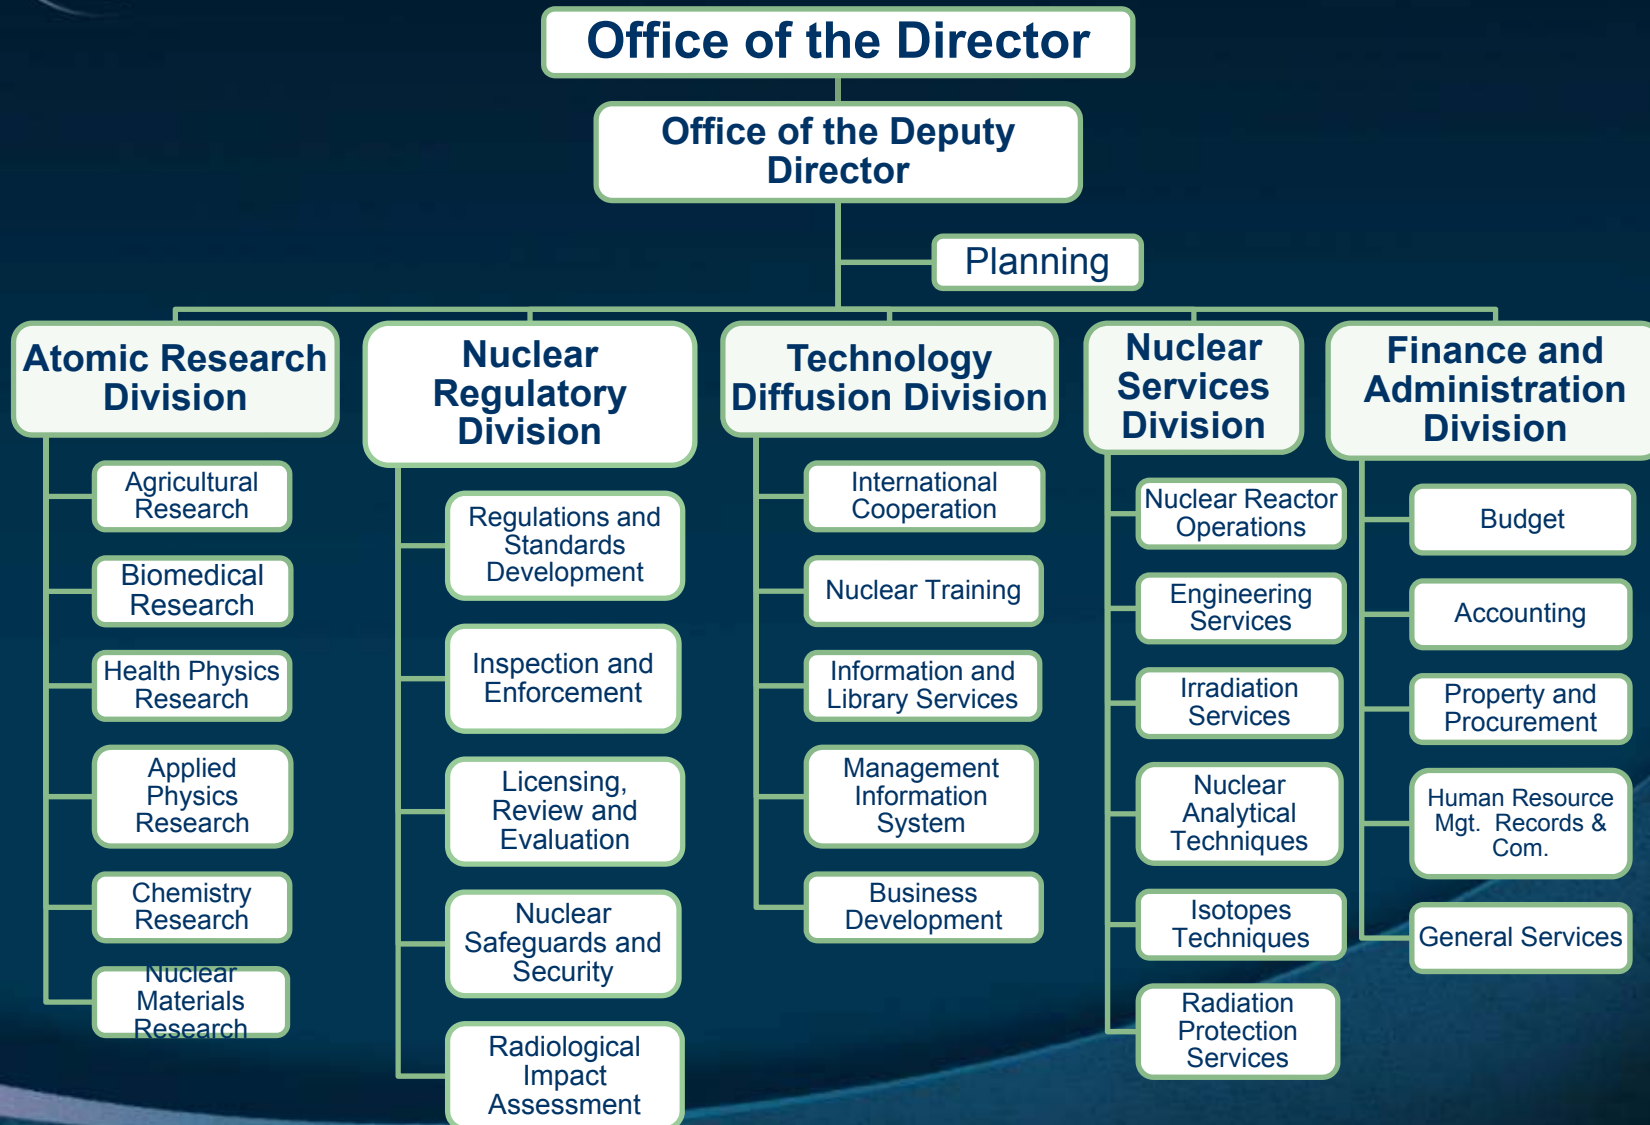 Office of the Director
Office of the Deputy
Director
Planning
Atomic Research
Division
Agricultural
Research
Biomedical
Research
Health Physics
Research
Applied
Physics
Research
Chemistry
Research
Nuclear
Materials
Research
Nuclear
Regulatory
Division
Regulations and
Standards
Development
Inspection and
Enforcement
Licensing,
Review and
Evaluation
Nuclear
Safeguards and
Security
Radiological
Impact
Assessment
Technology
Diffusion Division
International
Cooperation
Nuclear Training
Information and
Library Services
Management
Information
System
Business
Development
Nuclear
Services
Division
Nuclear Reactor
Operations
Engineering
Services
Irradiation
Services
Nuclear
Analytical
Techniques
Isotopes
Techniques
Radiation
Protection
Services
Finance and
Administration
Division
Budget
Accounting
Property and
Procurement
Human Resource
Mgt. Records &
Com.
General Services